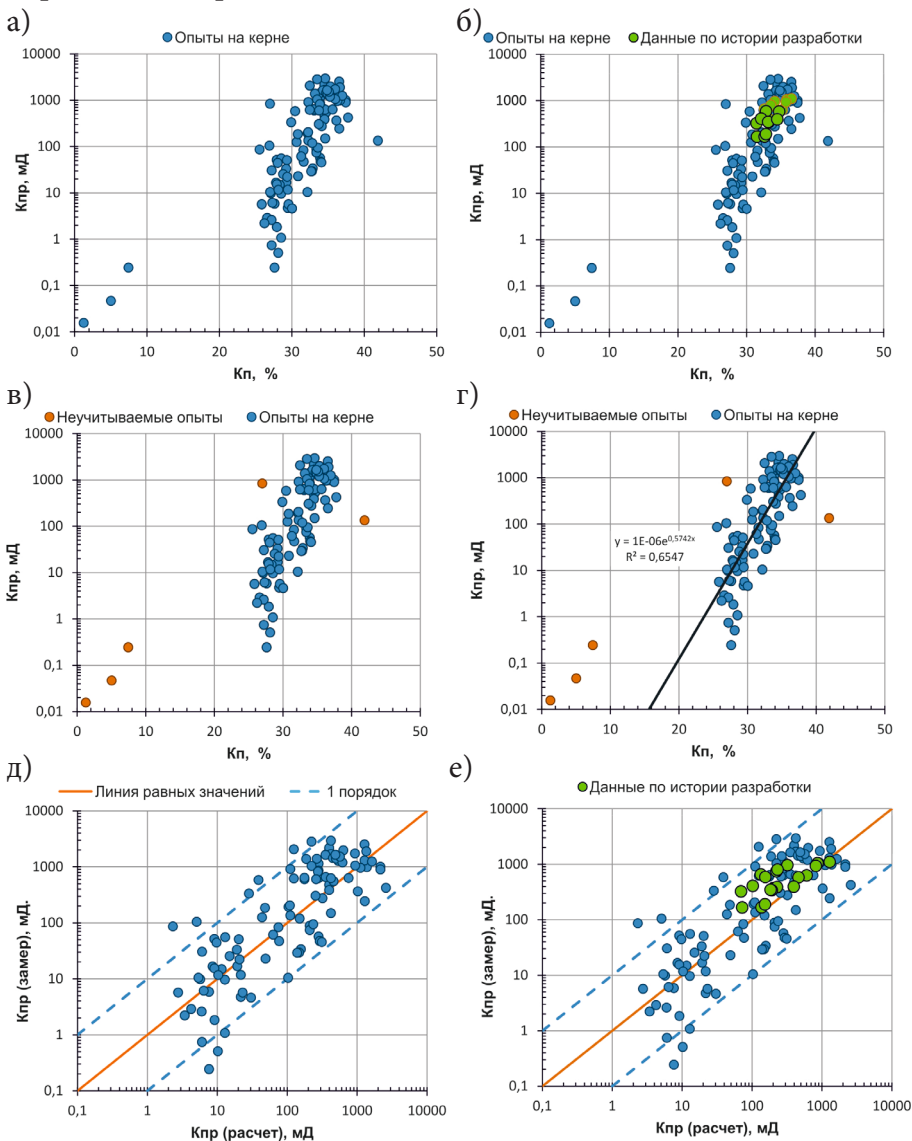 а)
Опыты на керне
10000
1000
100
10
1
0,1
0,01
Кпр, мД
0 10 20 30 40 50
Кп, %
б)
Опыты на керне Данные по истории разработки
10000
1000
100
10
1
0,1
0,01
Кпр, мД
0 10 20 30 40 50
Кп, %
в)
Неучитываемые опыты Опыты на керне
10000
1000
100
10
1
0,1
0,01
Кпр, мД
0 10 20 30 40 50
Кп, %
г)
Неучитываемые опыты Опыты на керне
10000
1000
100
10
1
0,1
0,01
Кпр, мД
y = 1E-06e^0,5742x
R² = 0,6547
0 10 20 30 40 50
Кп, %
д)
Линия равных значений 1 порядок
10000
1000
100
10
1
0,1
Кпр (замер), мД.
0,1 1 10 100 1000 10000
Кпр (расчет), мД
е)
Данные по истории разработки
10000
1000
100
10
1
0,1
Кпр (замер), мД.
0,1 1 10 100 1000 10000
Кпр (расчет), мД